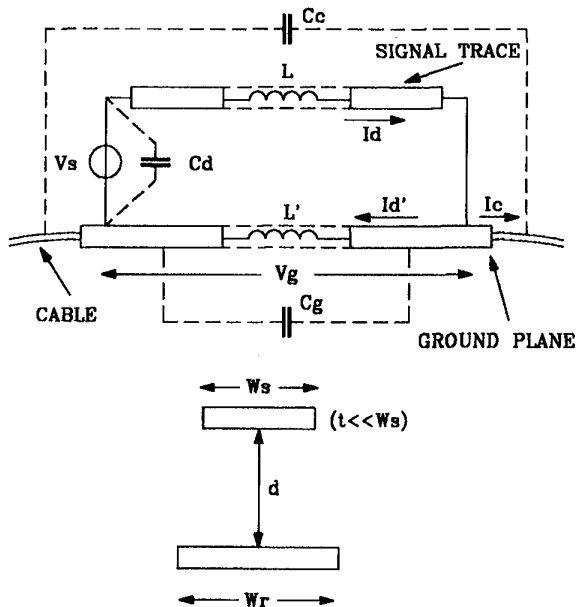 Cc
SIGNAL TRACE
L
Id
Vs
Cd
L'
Id'
Ic
Vg
CABLE
Cg
GROUND PLANE
Ws
(t<<Ws)
d
Wr